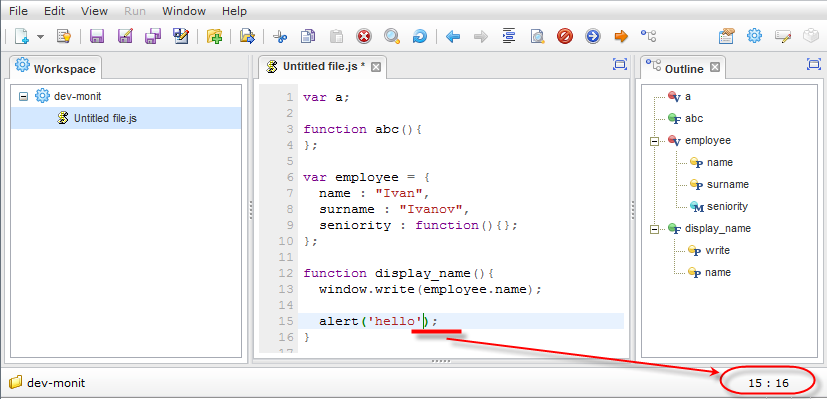 File Edit View Run Window Help
Workspace
dev-monit
Untitled file.js
Untitled file.js *
1 var a;
2
3 function abc(){
4 };
5
6 var employee = {
7   name : "Ivan",
8   surname : "Ivanov",
9   seniority : function(){};
10 };
11
12 function display_name(){
13   window.write(employee.name);
14
15   alert('hello');
16 }
17
Outline
V a
F abc
V employee
P name
P surname
M seniority
F display_name
P write
P name
dev-monit
15 : 16